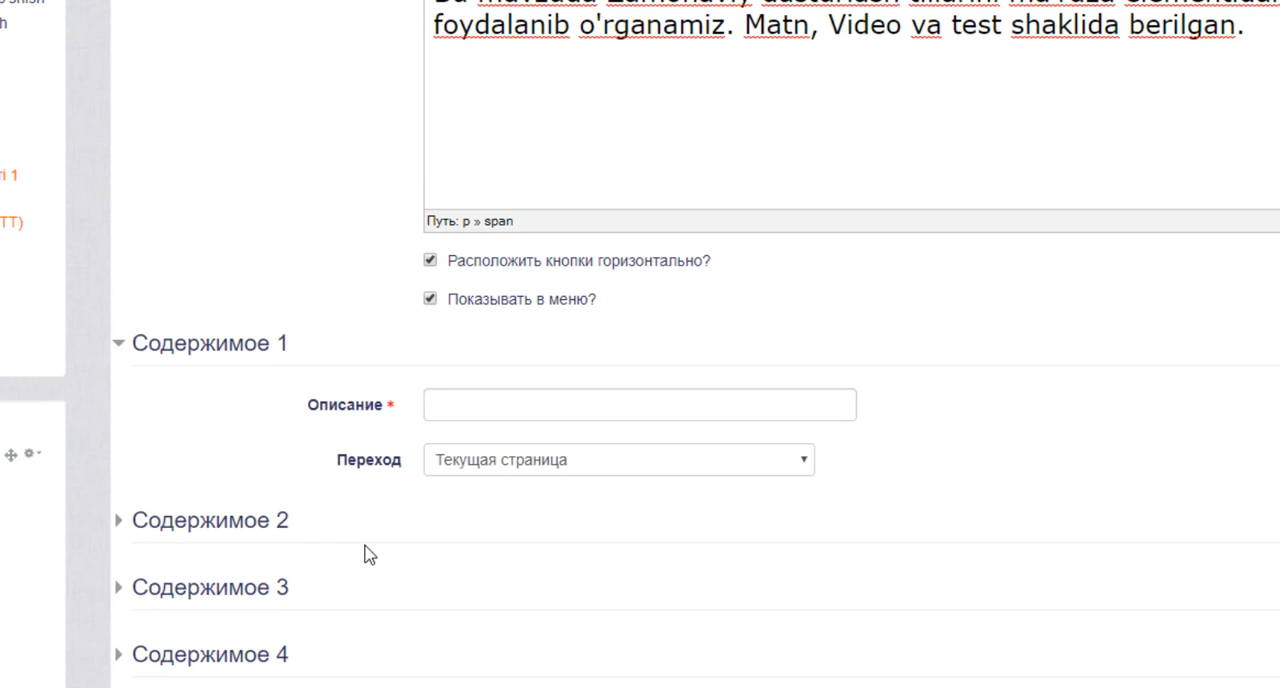 foydalanib o'rganamiz. Matn, Video va test shaklida berilgan.
Путь: p » span
Расположить кнопки горизонтально?
Показывать в меню?
Содержимое 1
Описание *
Переход
Текущая страница
Содержимое 2
Содержимое 3
Содержимое 4